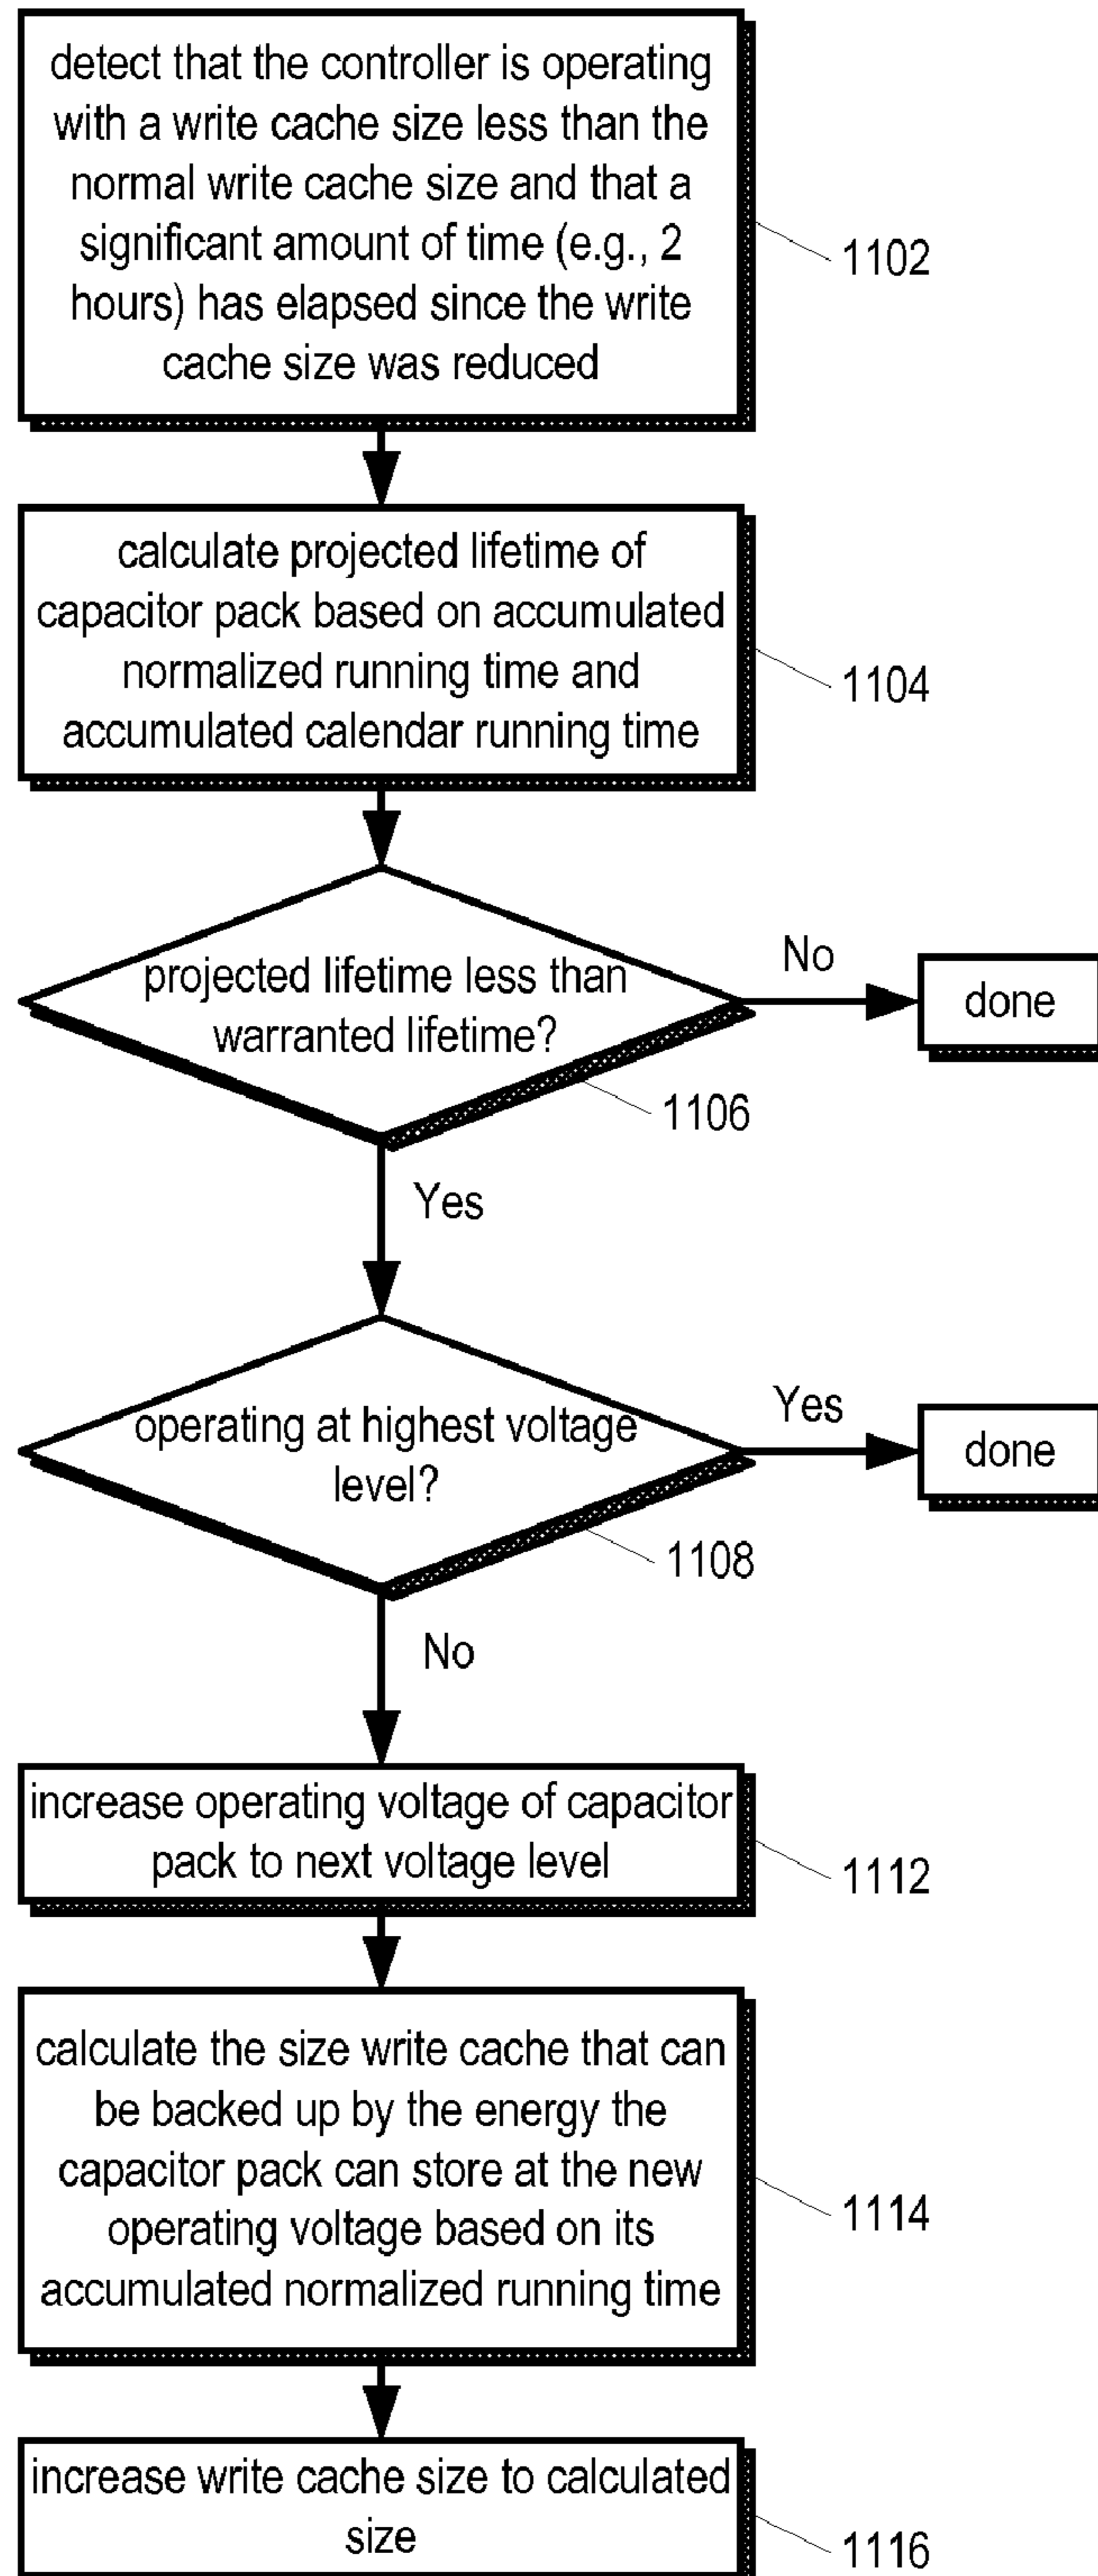 detect that the controller is operating
with a write cache size less than the
normal write cache size and that a
significant amount of time (e.g., 2
hours) has elapsed since the write
cache size was reduced
1102
calculate projected lifetime of
capacitor pack based on accumulated
normalized running time and
accumulated calendar running time
1104
projected lifetime less than
warranted lifetime?
No
done
1106
Yes
operating at highest voltage
level?
Yes
done
1108
No
increase operating voltage of capacitor
pack to next voltage level
1112
calculate the size write cache that can
be backed up by the energy the
capacitor pack can store at the new
operating voltage based on its
accumulated normalized running time
1114
increase write cache size to calculated
size
1116